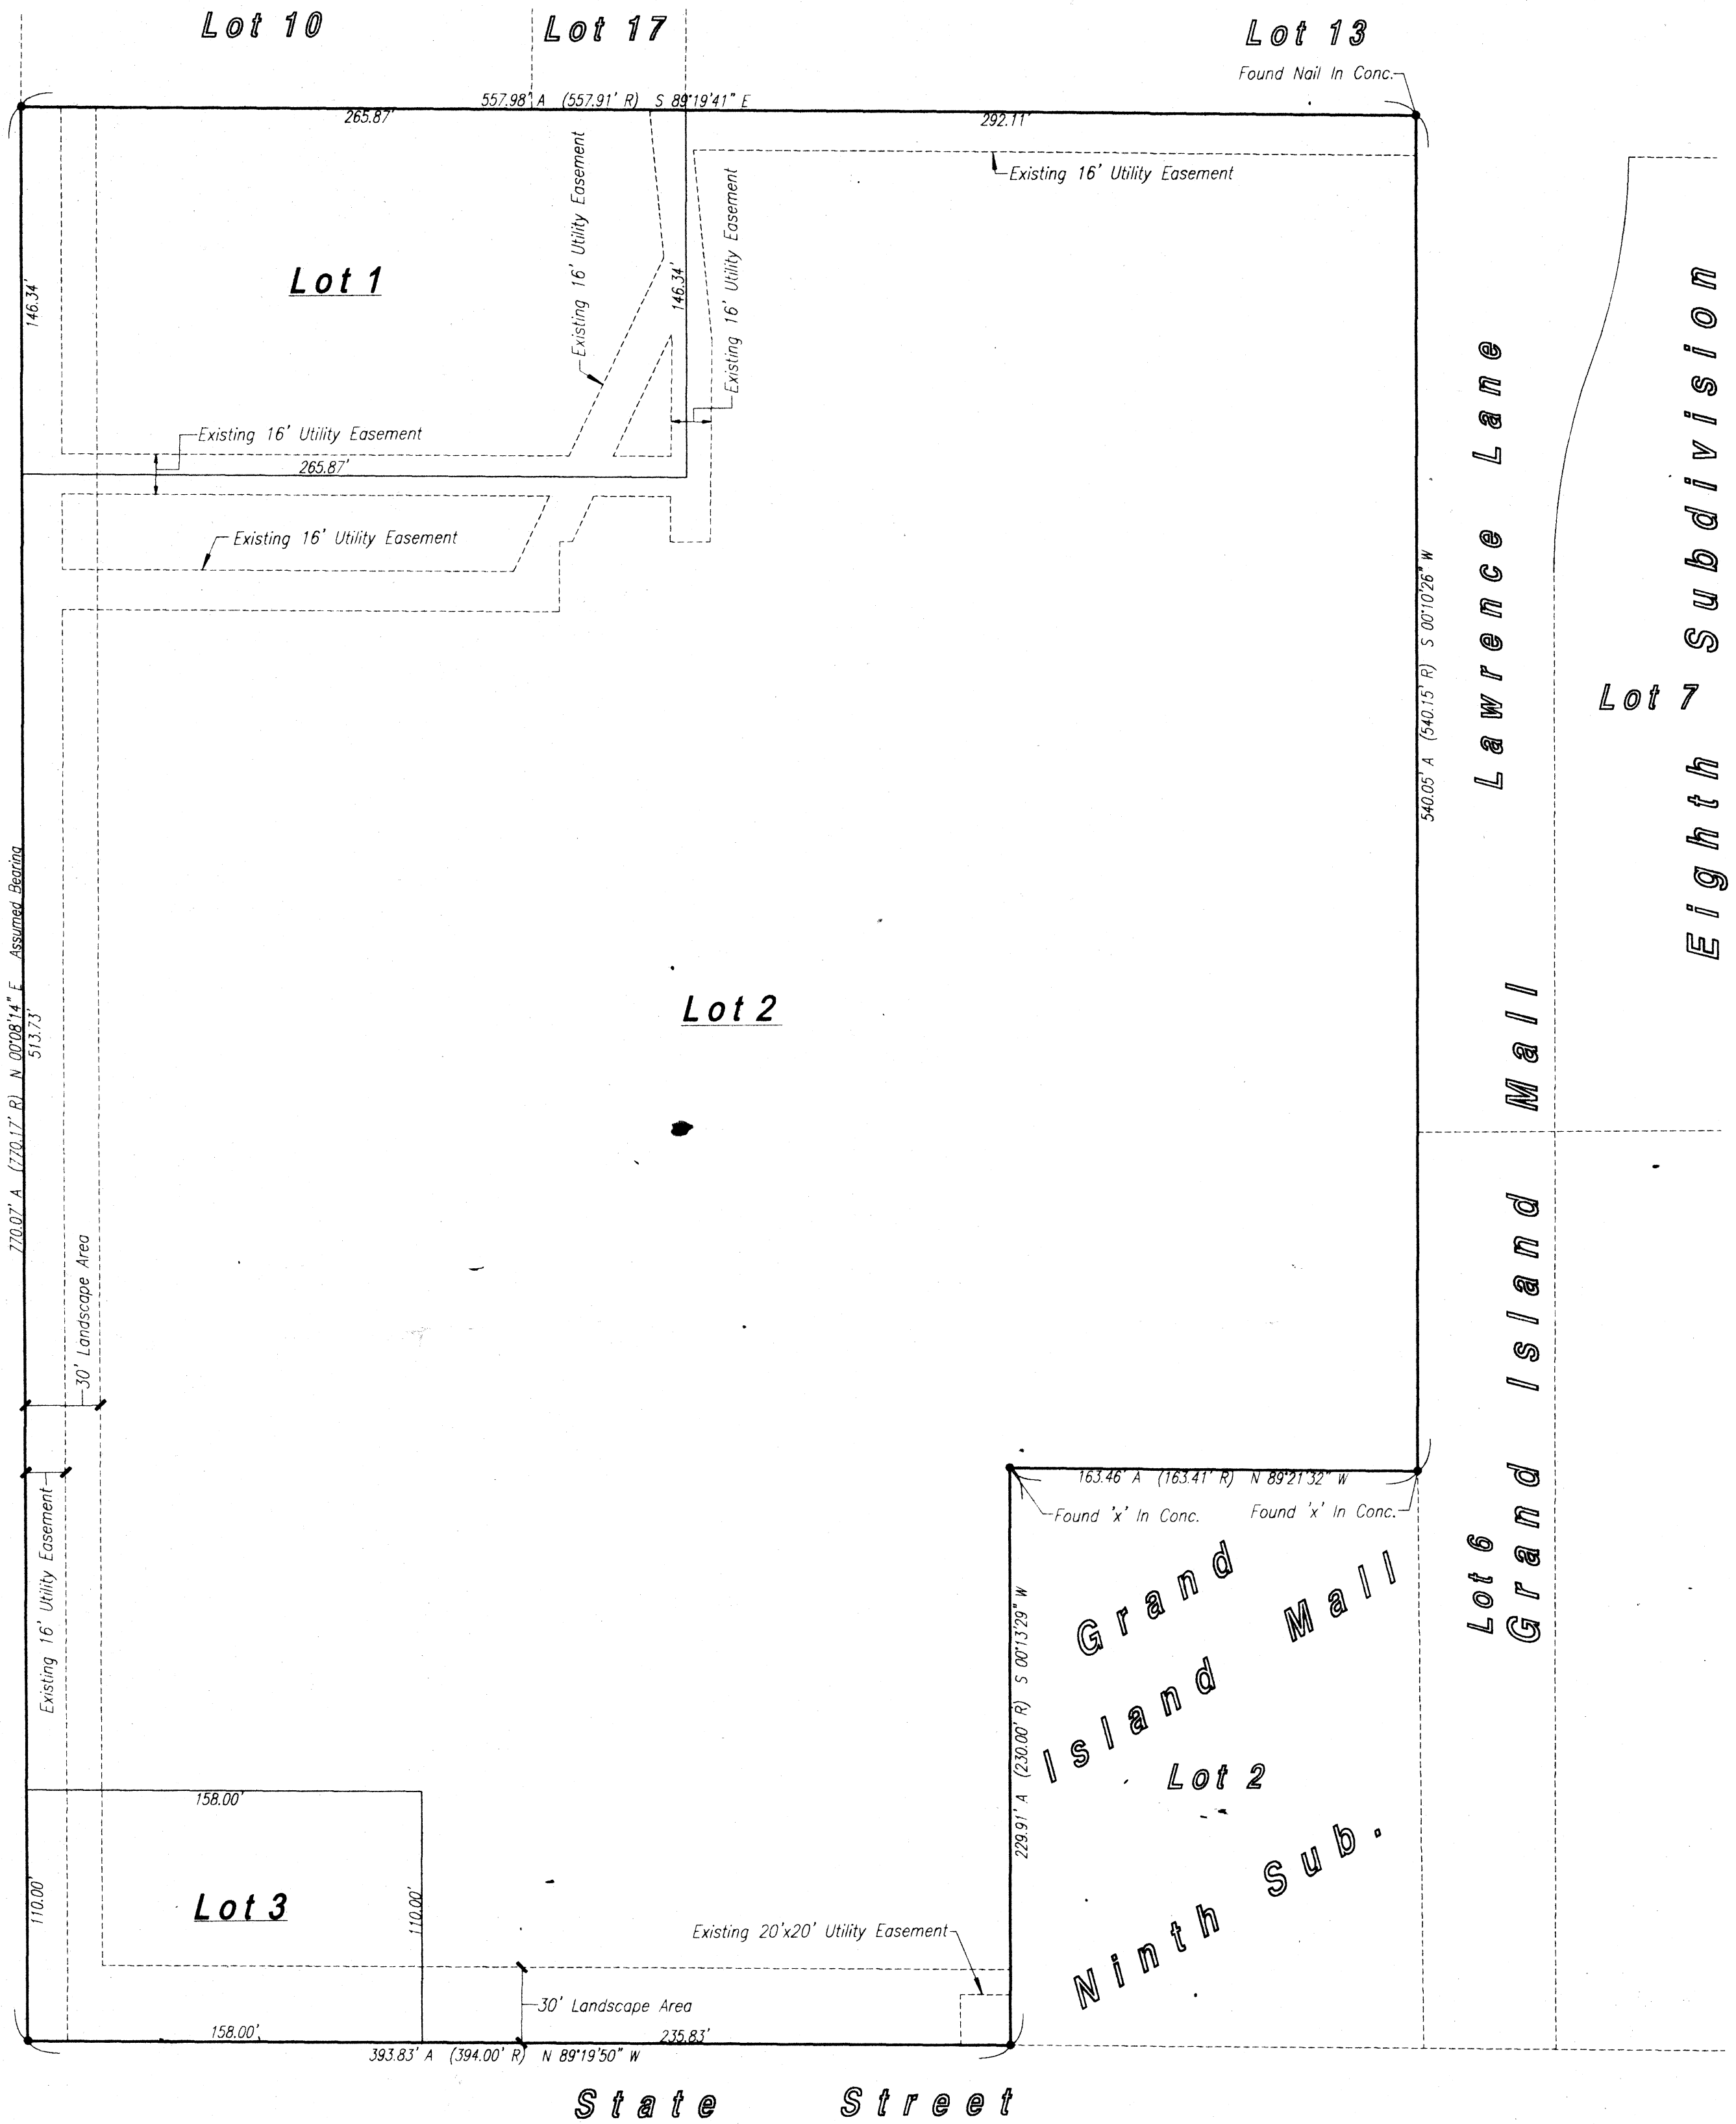 Lot 10
Lot 17
Lot 13
Found Nail In Conc.
557.98' A (557.91' R) S 89°19'41" E
265.87'
292.11'
Existing 16' Utility Easement
Existing 16' Utility Easement
Existing 16' Utility Easement
146.34'
Lot 1
146.34'
Existing 16' Utility Easement
265.87'
Existing 16' Utility Easement
540.05' A (540.15' R) S 00°10'26" W
Lawrence Lane
Lot 7
Eighth Subdivision
770.07' A (770.17' R) N 00°08'14" E Assumed Bearing
513.73'
Lot 2
30' Landscape Area
Existing 16' Utility Easement
163.46' A (163.41' R) N 89°21'32" W
Found 'x' In Conc.
Found 'x' In Conc.
Lot 6
Grand Island Mall
229.91' A (230.00' R) S 00°13'29" W
Grand
Island Mall
Lot 2
Ninth Sub.
158.00'
110.00'
Lot 3
110.00'
Existing 20'x20' Utility Easement
30' Landscape Area
158.00'
235.83'
393.83' A (394.00' R) N 89°19'50" W
State Street